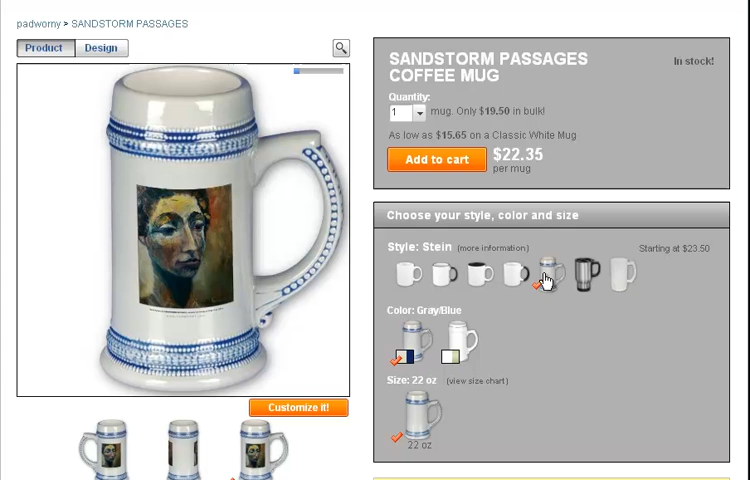 padworny > SANDSTORM PASSAGES
Product
Design
SANDSTORM PASSAGES
COFFEE MUG
In stock!
Quantity:
1 mug. Only $19.50 in bulk!
As low as $15.65 on a Classic White Mug
Add to cart
$22.35
per mug
Choose your style, color and size
Style: Stein (more information)
Starting at $23.50
Color: Gray/Blue
Size: 22 oz (view size chart)
22 oz
Customize it!